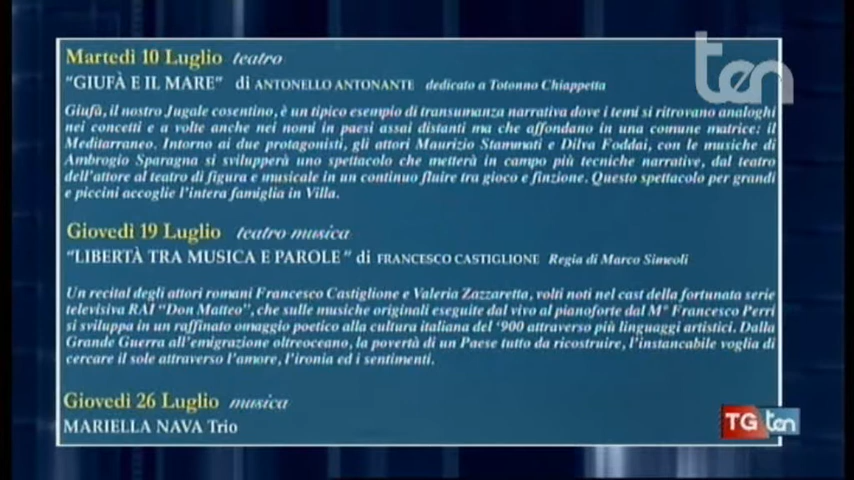 Martedì 10 Luglio teatro
"GIUFÀ E IL MARE" di ANTONELLO ANTONANTE dedicato a Totonno Chiappetta
Giufà, il nostro Jugale cosentino, è un tipico esempio di transumanza narrativa dove i temi si ritrovano analoghi
nei concetti e a volte anche nei nomi in paesi assai distanti ma che affondano in una comune matrice: il
Mediterraneo. Intorno ai due protagonisti, gli attori Maurizio Stammati e Dilva Foddai, con le musiche di
Ambrogio Sparagna si svilupperà uno spettacolo che metterà in campo più tecniche narrative, dal teatro
dell'attore al teatro di figura e musicale in un continuo fluire tra gioco e finzione. Questo spettacolo per grandi
e piccini accoglie l'intera famiglia in Villa.
Giovedì 19 Luglio teatro musica
"LIBERTÀ TRA MUSICA E PAROLE" di FRANCESCO CASTIGLIONE Regia di Marco Simeoli
Un recital degli attori romani Francesco Castiglione e Valeria Zazzaretta, volti noti nel cast della fortunata serie
televisiva RAI "Don Matteo", che sulle musiche originali eseguite dal vivo al pianoforte dal M° Francesco Perri
si sviluppa in un raffinato omaggio poetico alla cultura italiana del '900 attraverso più linguaggi artistici. Dalla
Grande Guerra all'emigrazione oltreoceano, la povertà di un Paese tutto da ricostruire, l'instancabile voglia di
cercare il sole attraverso l'amore, l'ironia ed i sentimenti.
Giovedì 26 Luglio musica
MARIELLA NAVA Trio
ten
TG ten